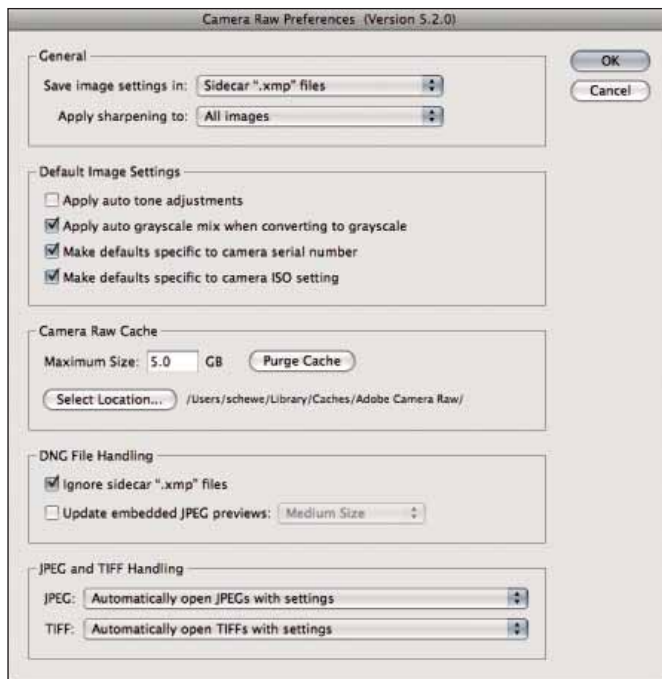 Camera Raw Preferences (Version 5.2.0)
General
Save image settings in: Sidecar ".xmp" files
Apply sharpening to: All images
OK
Cancel
Default Image Settings
Apply auto tone adjustments
Apply auto grayscale mix when converting to grayscale
Make defaults specific to camera serial number
Make defaults specific to camera ISO setting
Camera Raw Cache
Maximum Size: 5.0 GB Purge Cache
Select Location... /Users/schewe/Library/Caches/Adobe Camera Raw/
DNG File Handling
Ignore sidecar ".xmp" files
Update embedded JPEG previews: Medium Size
JPEG and TIFF Handling
JPEG: Automatically open JPEGs with settings
TIFF: Automatically open TIFFs with settings